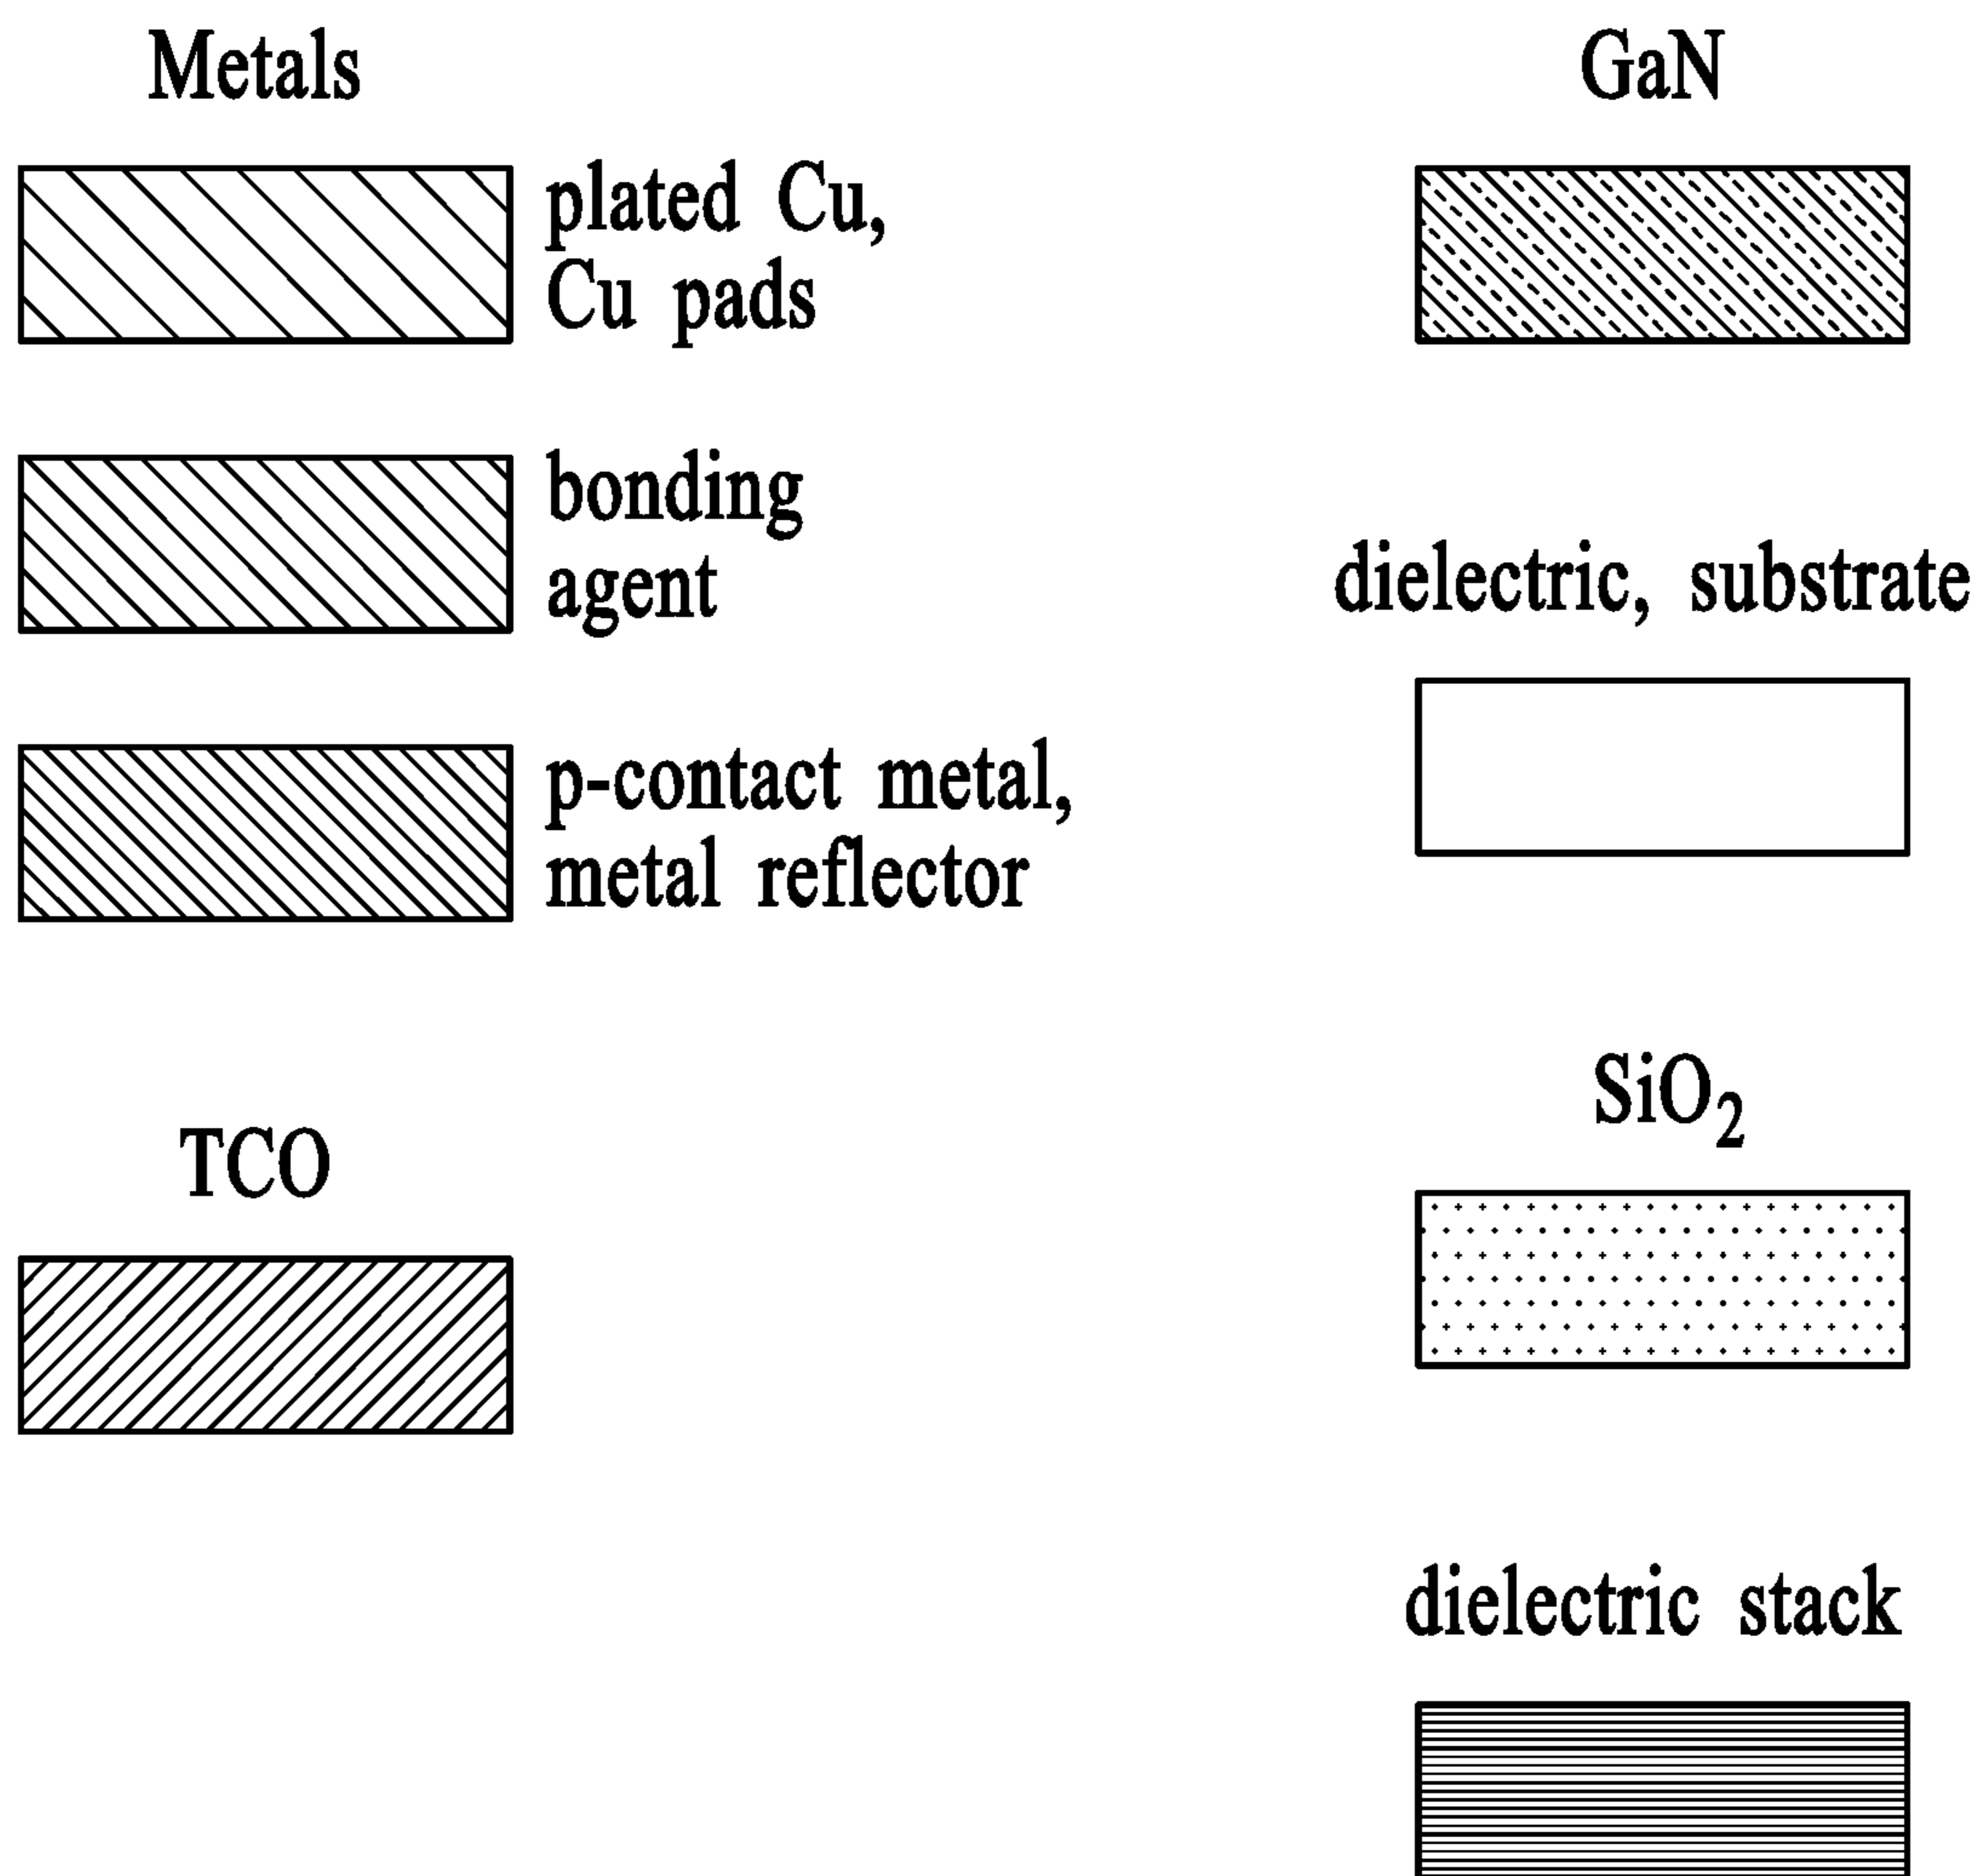 Metals
plated Cu,
Cu pads
bonding
agent
p-contact metal,
metal reflector
TCO
GaN
dielectric, substrate
SiO₂
dielectric stack